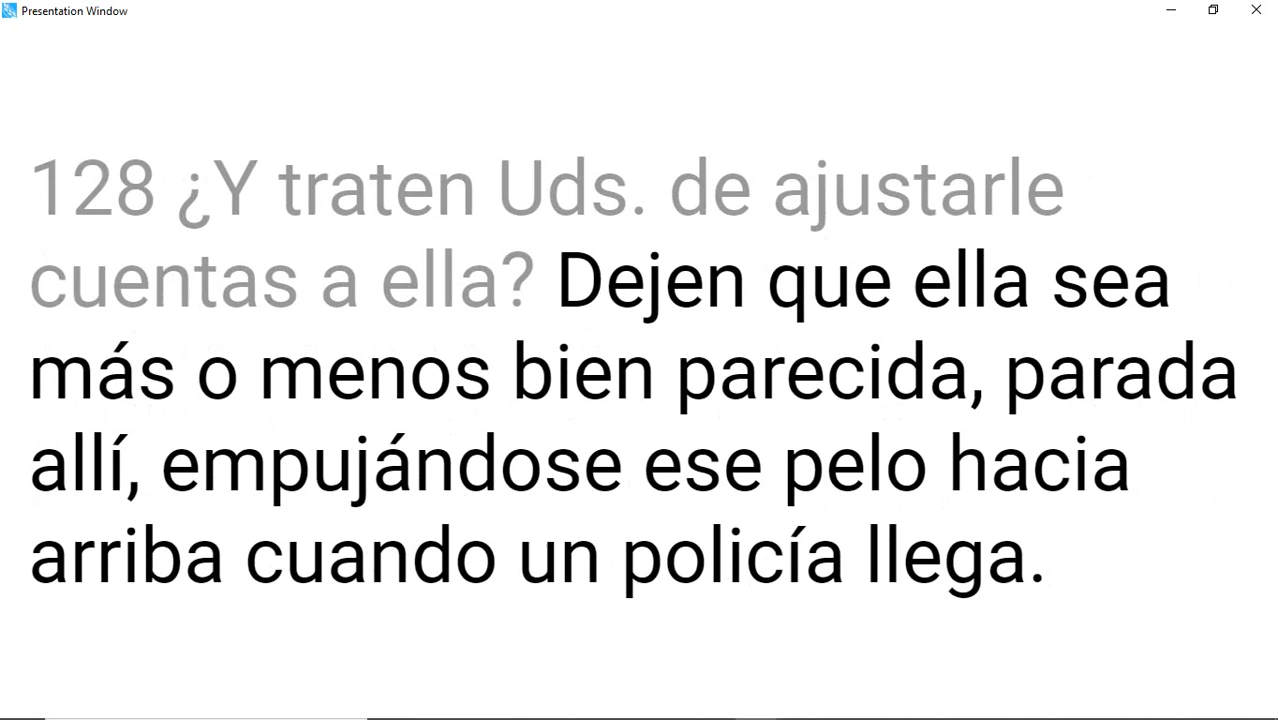 Presentation Window
128 ¿Y traten Uds. de ajustarle
cuentas a ella? Dejen que ella sea
más o menos bien parecida, parada
allí, empujándose ese pelo hacia
arriba cuando un policía llega.